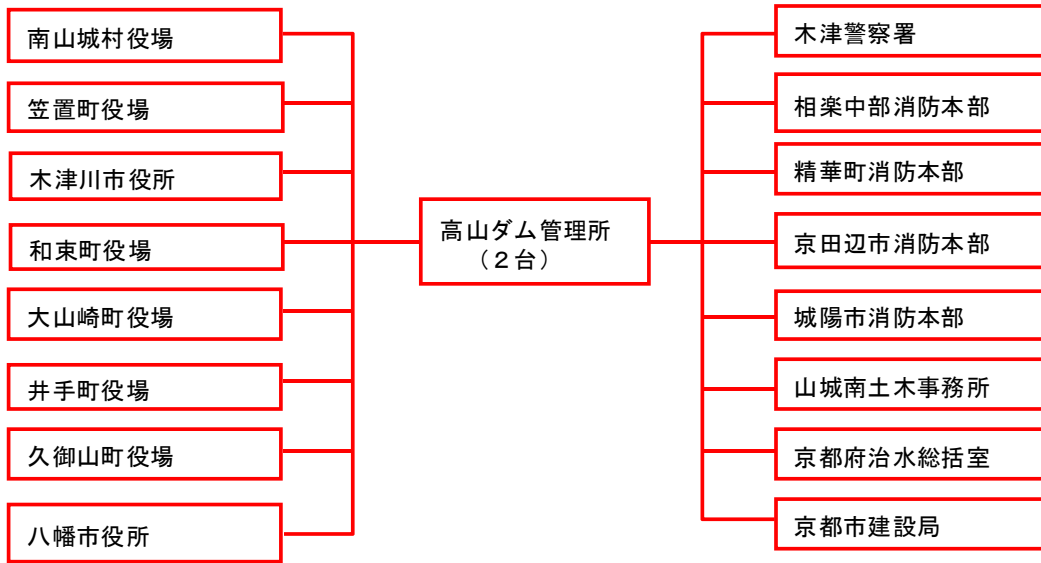 南山城村役場
笠置町役場
木津川市役所
和束町役場
大山崎町役場
井手町役場
久御山町役場
八幡市役所
高山ダム管理所
（２台）
木津警察署
相楽中部消防本部
精華町消防本部
京田辺市消防本部
城陽市消防本部
山城南土木事務所
京都府治水総括室
京都市建設局